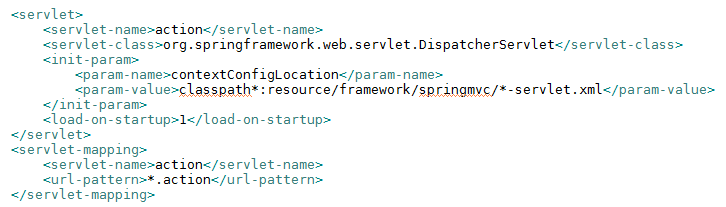 <servlet>
    <servlet-name>action</servlet-name>
    <servlet-class>org.springframework.web.servlet.DispatcherServlet</servlet-class>
    <init-param>
        <param-name>contextConfigLocation</param-name>
        <param-value>classpath*:resource/framework/springmvc/*-servlet.xml</param-value>
    </init-param>
    <load-on-startup>1</load-on-startup>
</servlet>
<servlet-mapping>
    <servlet-name>action</servlet-name>
    <url-pattern>*.action</url-pattern>
</servlet-mapping>